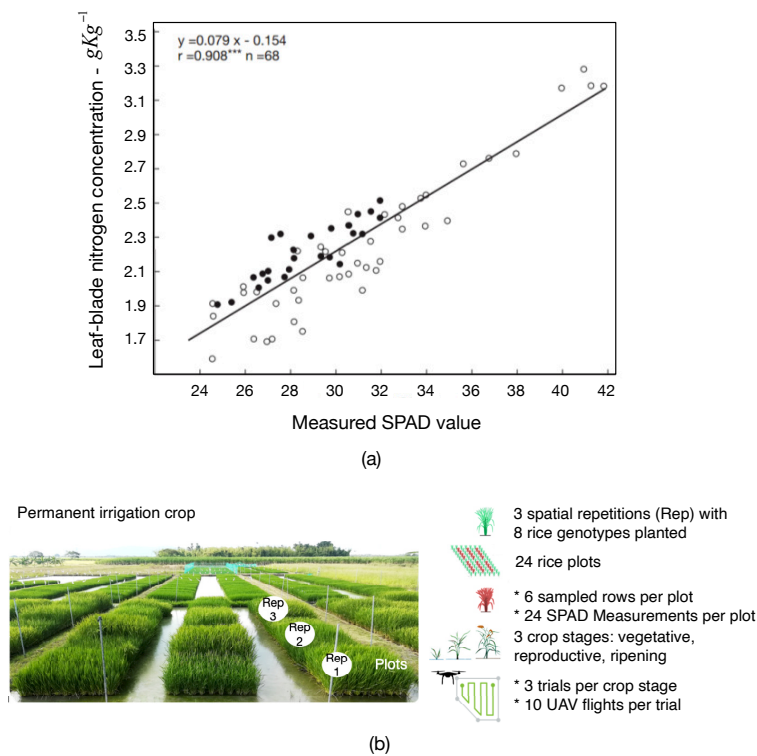 y =0.079 x - 0.154
r =0.908*** n =68
Leaf-blade nitrogen concentration - gKg⁻¹
3.5
3.3
3.1
2.9
2.7
2.5
2.3
2.1
1.9
1.7
24 26 28 30 32 34 36 38 40 42
Measured SPAD value
(a)
Permanent irrigation crop
Rep
3
Rep
2
Rep
1
Plots
3 spatial repetitions (Rep) with
8 rice genotypes planted
24 rice plots
* 6 sampled rows per plot
* 24 SPAD Measurements per plot
3 crop stages: vegetative,
reproductive, ripening
* 3 trials per crop stage
* 10 UAV flights per trial
(b)